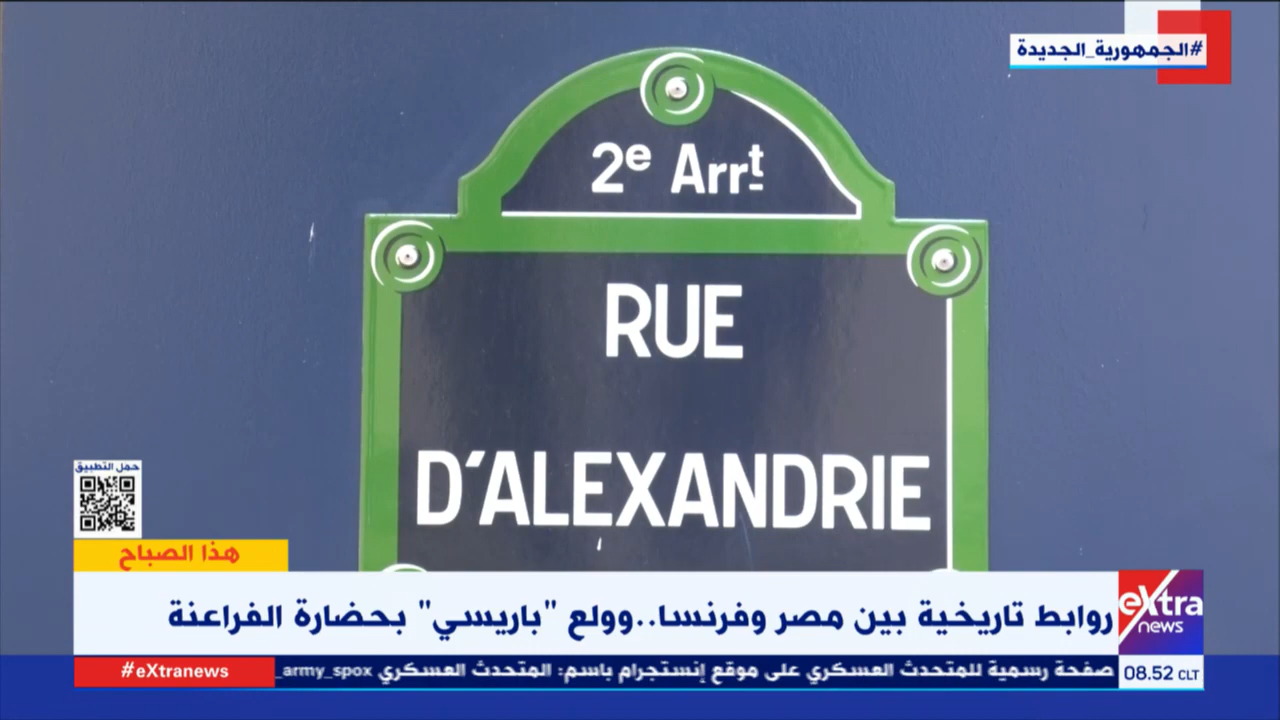 #الجمهورية_الجديدة
2e Arrt
RUE
D'ALEXANDRIE
حمل التطبيق
هذا الصباح
روابط تاريخية بين مصر وفرنسا..وولع "باريسي" بحضارة الفراعنة
eXtra
news
#eXtranews
صفحة رسمية للمتحدث العسكري على موقع إنستجرام باسم: المتحدث العسكري army_spox_
08.52 CLT